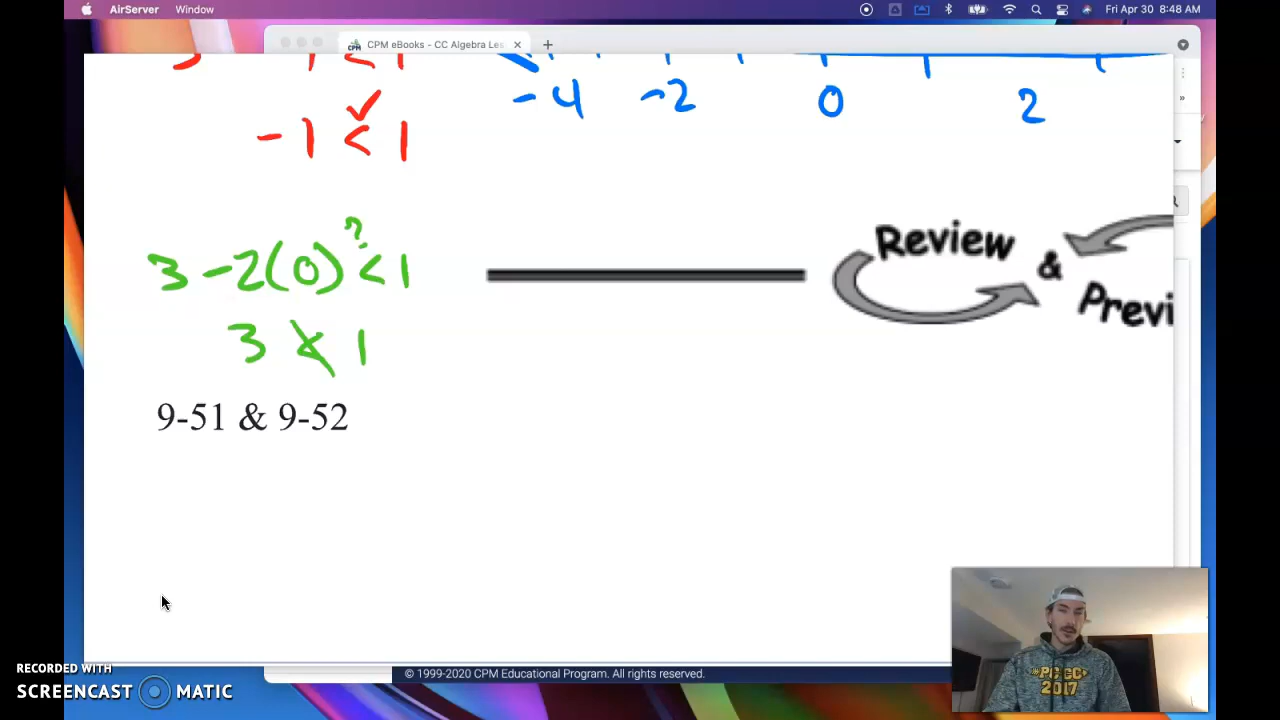 AirServer Window Fri Apr 30 8:48 AM
CPM CPM eBooks - CC Algebra Les
-4 -2 0 2
-1 < 1
3 - 2(0) <? 1
3 ≮ 1
Review & Previ
9-51 & 9-52
PCCC
2017
© 1999-2020 CPM Educational Program. All rights reserved.
RECORDED WITH
SCREENCAST MATIC